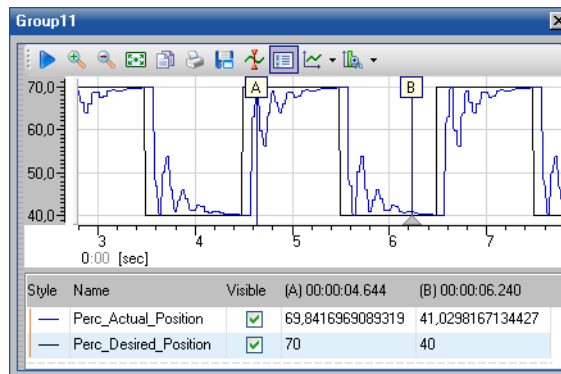 Group11
A
B
70,0
60,0
50,0
40,0
3 4 5 6 7
0:00 [sec]
Style Name Visible (A) 00:00:04.644 (B) 00:00:06.240
Perc_Actual_Position 69,8416969089319 41,0298167134427
Perc_Desired_Position 70 40